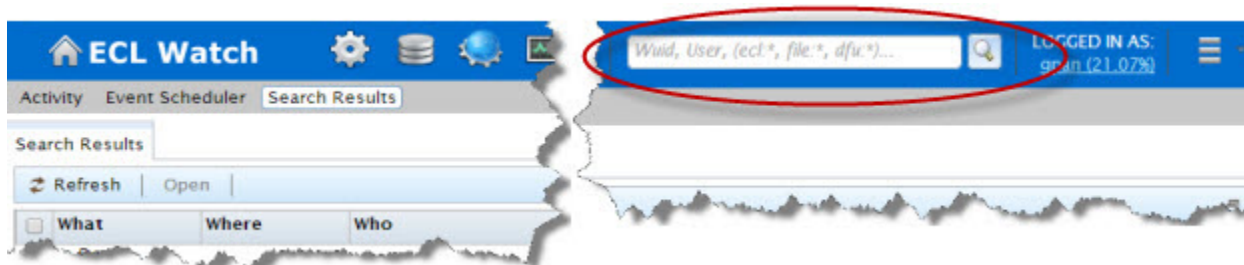 ECL Watch
Wuid, User, (ecl:*, file:*, dfu:*)...
LOGGED IN AS:
gpan (21.07%)
Activity Event Scheduler Search Results
Search Results
Refresh Open
What Where Who